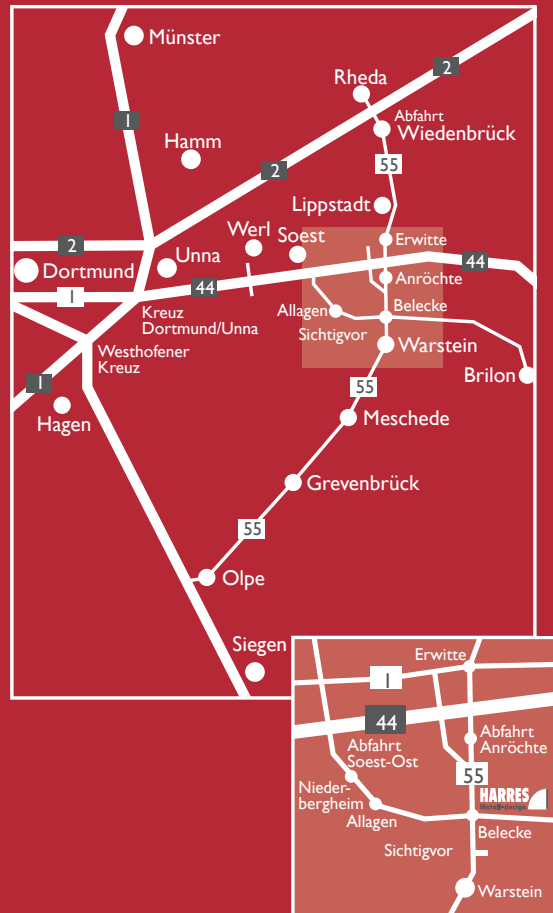 Münster
2
Rheda
1
Abfahrt
Wiedenbrück
Hamm
55
2
Lippstadt
Werl
Soest
2
Erwitte
Unna
44
Dortmund
44
Anröchte
1
Kreuz
Dortmund/Unna
Allagen
Belecke
Sichtigvor
Westhofener
Kreuz
Warstein
Brilon
1
55
Hagen
Meschede
Grevenbrück
55
Olpe
Siegen
Erwitte
1
44
Abfahrt
Soest-Ost
Abfahrt
Anröchte
55
Nieder-
bergheim
HARRES
Metall-design
Allagen
Belecke
Sichtigvor
Warstein